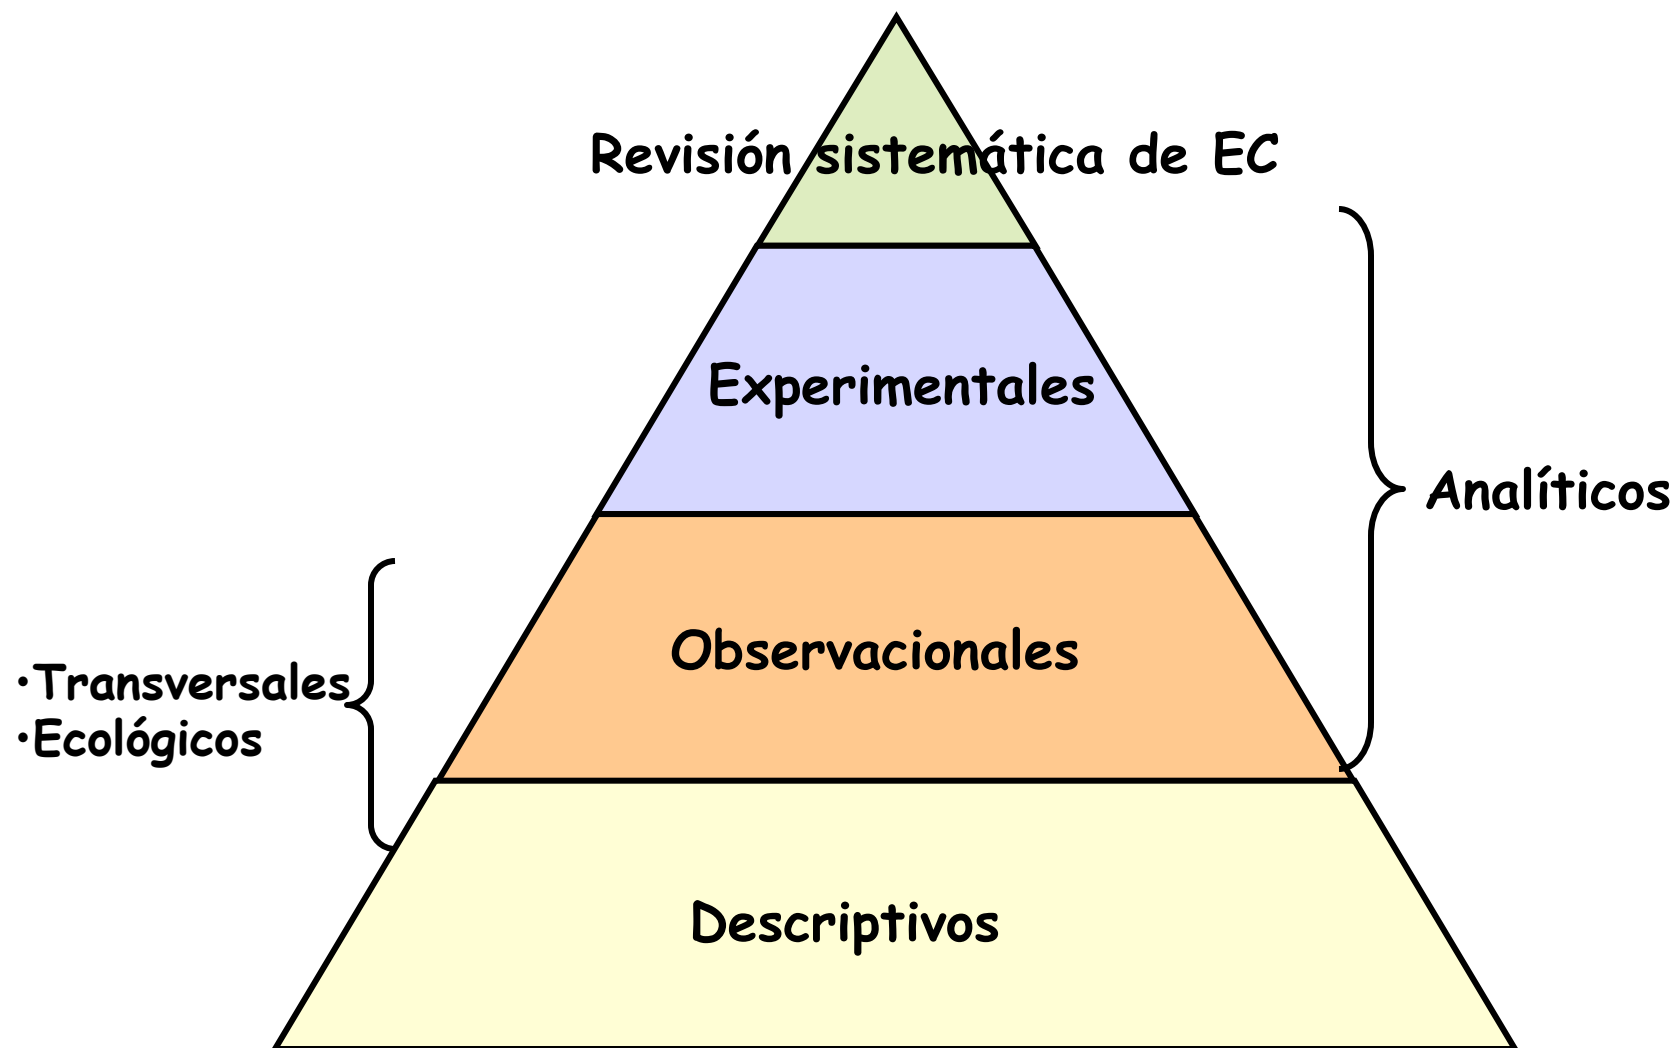 Revisión sistemática de EC
Experimentales
Analíticos
Observacionales
·Transversales
·Ecológicos
Descriptivos